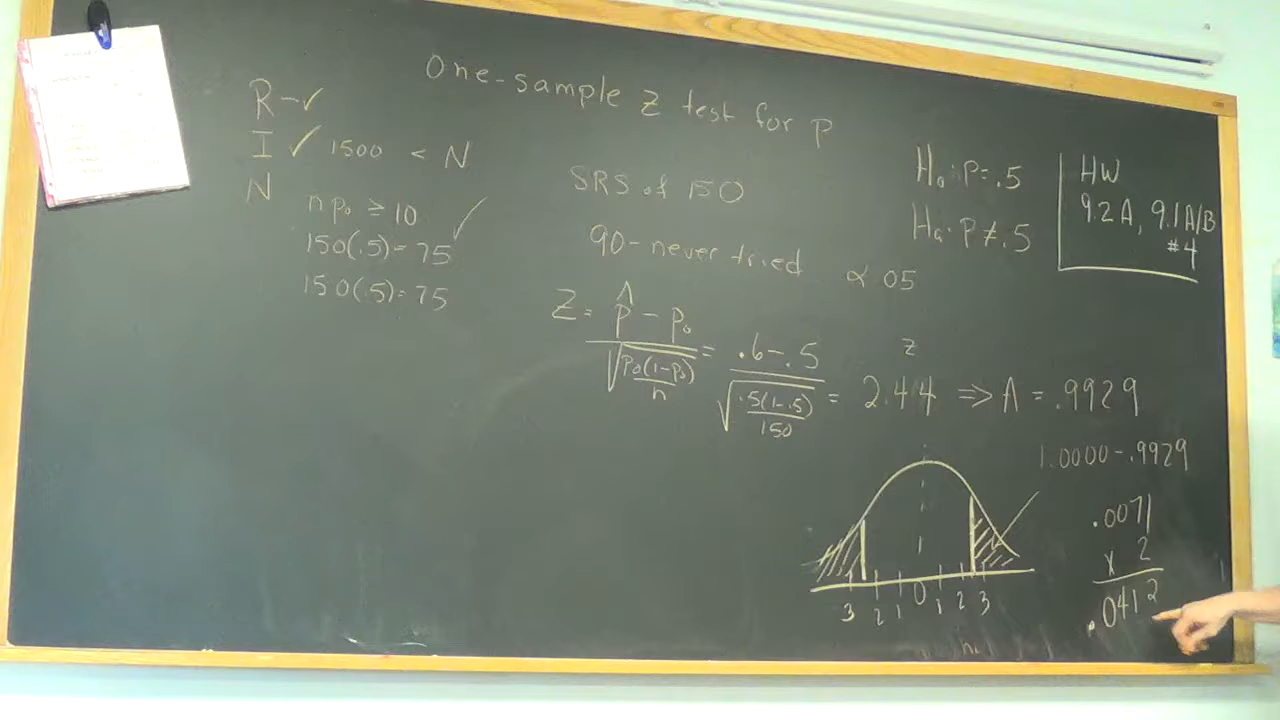 One-sample z test for p
R - ✓
I ✓ 1500 < N
N
n p₀ ≥ 10
150(.5) = 75 ✓
150(.5) = 75
SRS of 150
90 - never tried
α .05
H₀: p = .5
Hₐ: p ≠ .5
HW
9.2A, 9.1A/B
#4
Z = p̂ - p₀ / √(p₀(1-p₀)/n) = .6 - .5 / √(.5(1-.5)/150) = 2.44 ⇒ A = .9929
z
1.0000 - .9929
.0071
x 2
.0412
3 2 1 0 1 2 3